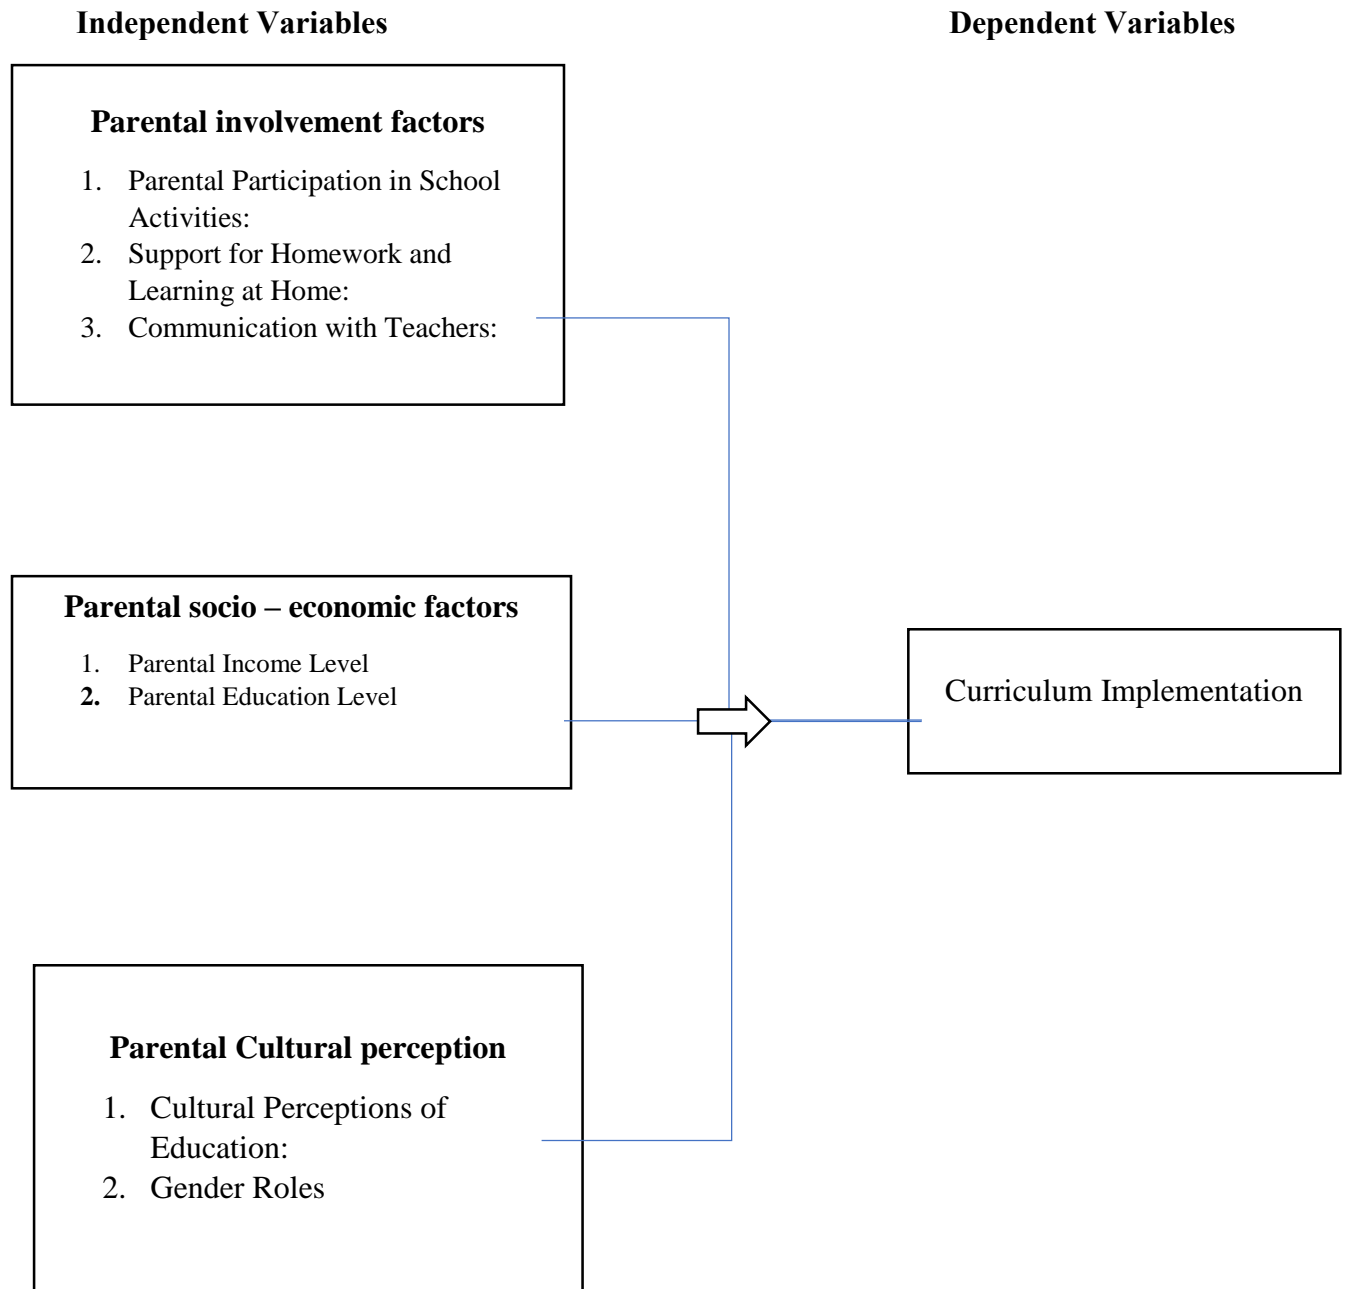 Independent Variables
Dependent Variables
Parental involvement factors
1. Parental Participation in School
Activities:
2. Support for Homework and
Learning at Home:
3. Communication with Teachers:
Parental socio – economic factors
1. Parental Income Level
2. Parental Education Level
Curriculum Implementation
Parental Cultural perception
1. Cultural Perceptions of
Education:
2. Gender Roles